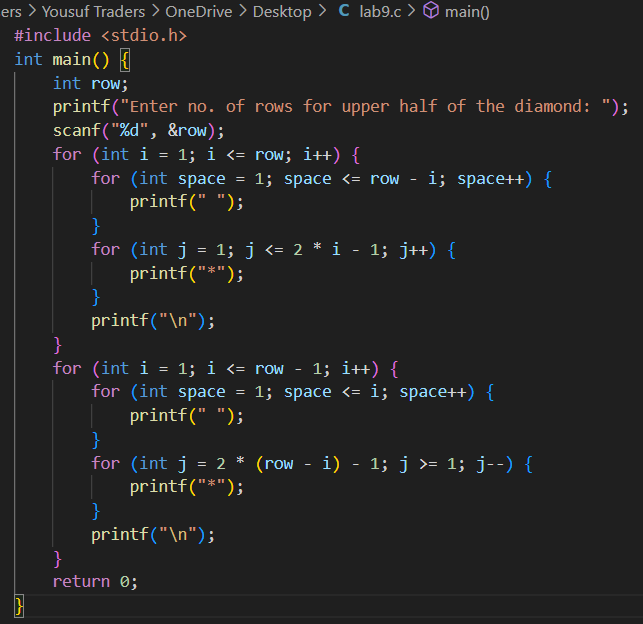 ers > Yousuf Traders > OneDrive > Desktop > C lab9.c > main()
#include <stdio.h>
int main() {
    int row;
    printf("Enter no. of rows for upper half of the diamond: ");
    scanf("%d", &row);
    for (int i = 1; i <= row; i++) {
        for (int space = 1; space <= row - i; space++) {
            printf(" ");
        }
        for (int j = 1; j <= 2 * i - 1; j++) {
            printf("*");
        }
        printf("\n");
    }
    for (int i = 1; i <= row - 1; i++) {
        for (int space = 1; space <= i; space++) {
            printf(" ");
        }
        for (int j = 2 * (row - i) - 1; j >= 1; j--) {
            printf("*");
        }
        printf("\n");
    }
    return 0;
}